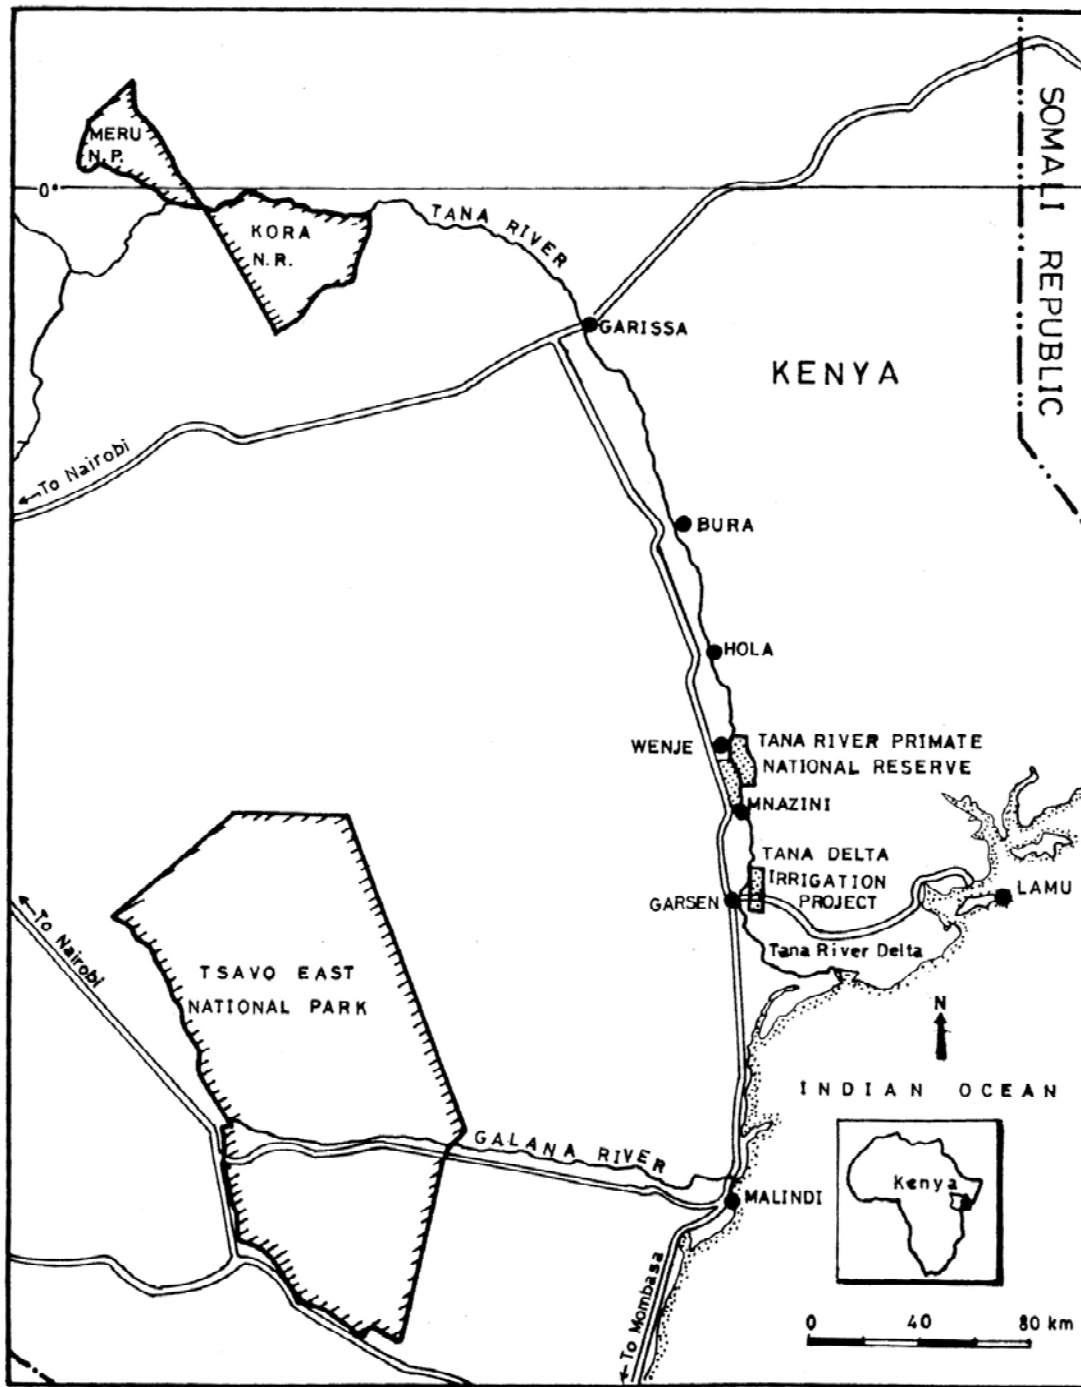 MERU
N.P.
0°
KORA
N.R.
TANA RIVER
SOMALI REPUBLIC
GARISSA
KENYA
←To Nairobi
BURA
HOLA
WENJE
TANA RIVER PRIMATE
NATIONAL RESERVE
MNAZINI
TANA DELTA
IRRIGATION
PROJECT
GARSEN
LAMU
Tana River Delta
←To Nairobi
TSAVO EAST
NATIONAL PARK
N
INDIAN OCEAN
GALANA RIVER
MALINDI
Kenya
←To Mombasa
0 40 80 km